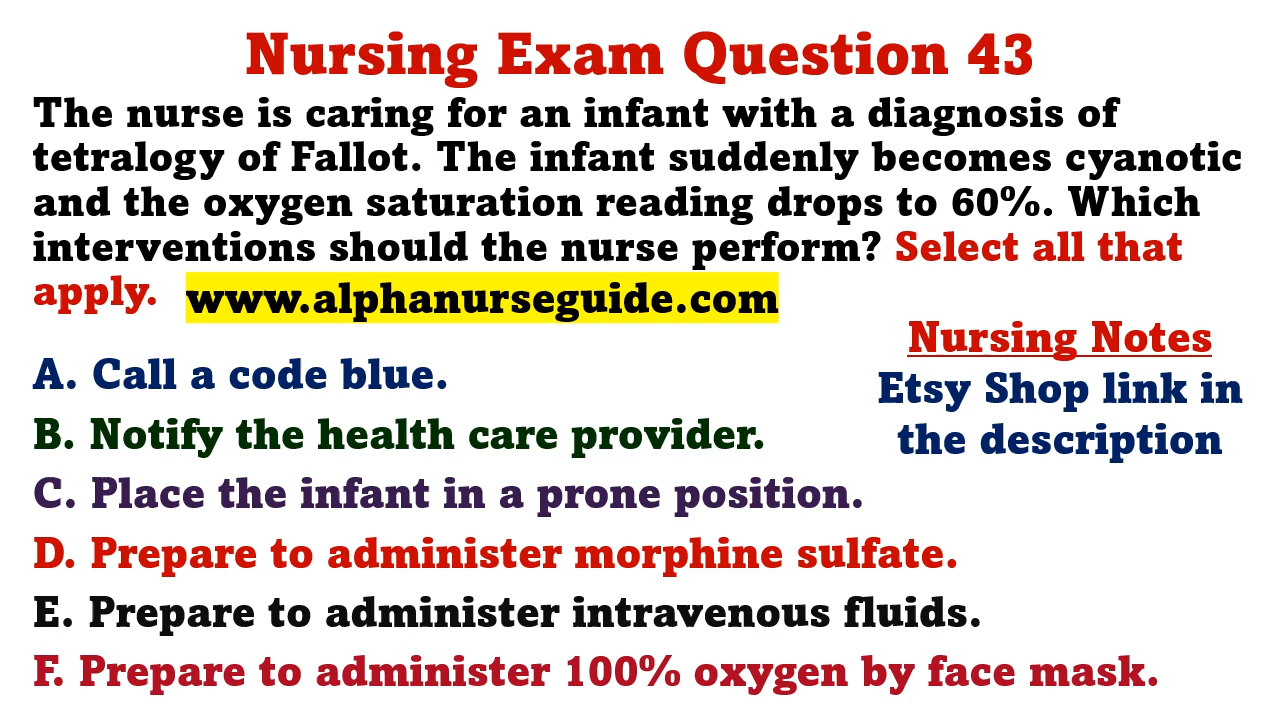 Nursing Exam Question 43
The nurse is caring for an infant with a diagnosis of
tetralogy of Fallot. The infant suddenly becomes cyanotic
and the oxygen saturation reading drops to 60%. Which
interventions should the nurse perform? Select all that
apply. www.alphanurseguide.com
Nursing Notes
Etsy Shop link in
the description
A. Call a code blue.
B. Notify the health care provider.
C. Place the infant in a prone position.
D. Prepare to administer morphine sulfate.
E. Prepare to administer intravenous fluids.
F. Prepare to administer 100% oxygen by face mask.